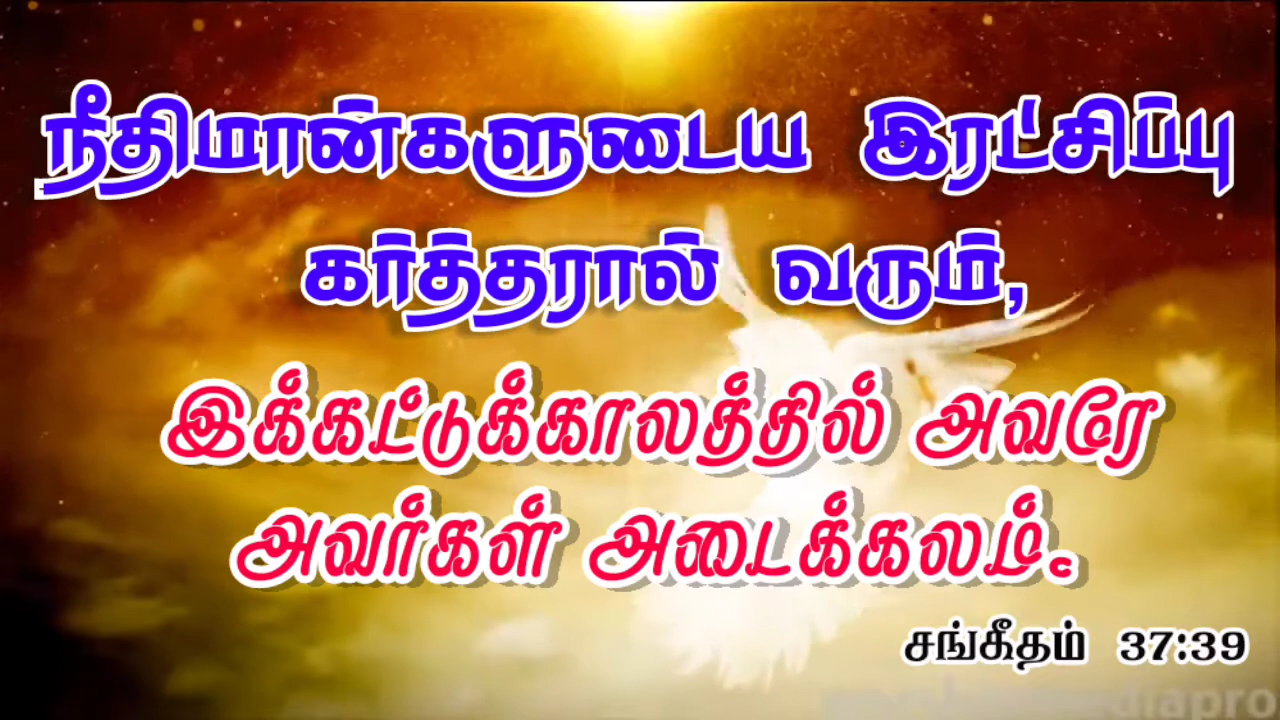 நீதிமான்களுடைய இரட்சிப்பு
கர்த்தரால் வரும்,
இக்கட்டுக்காலத்தில் அவரே
அவர்கள் அடைக்கலம்.
சங்கீதம் 37:39